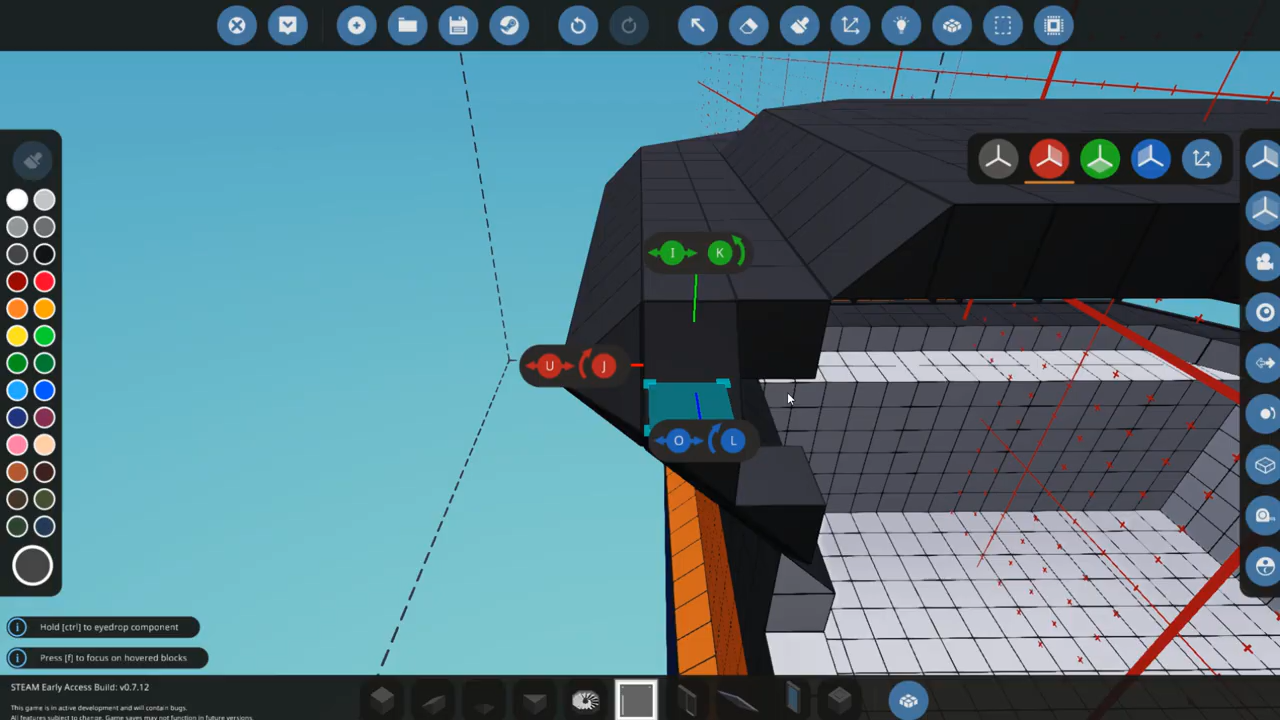 I K
U J
O L
Hold [ctrl] to eyedrop component
Press [f] to focus on hovered blocks
STEAM Early Access Build: v0.7.12
This game is in active development and will contain bugs.
All features subject to change. Game saves may not function in future versions.